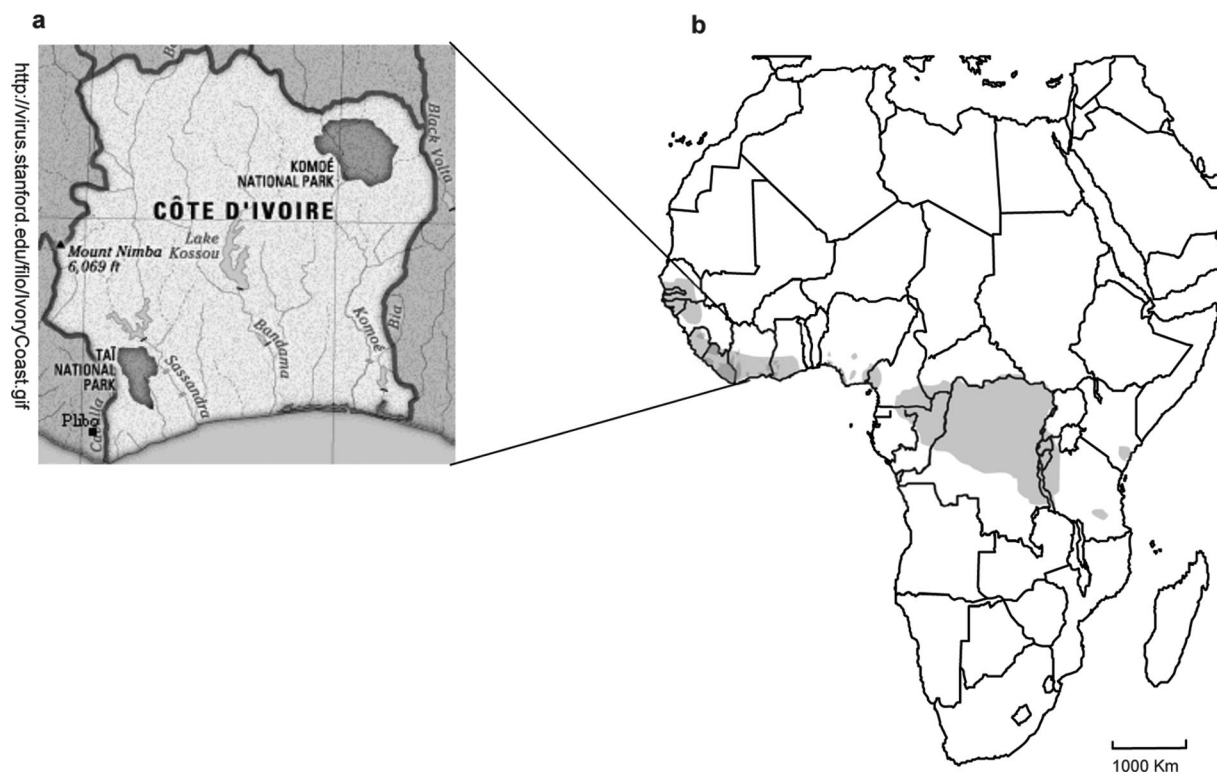 a
b
http://virus.stanford.edu/filo/IvoryCoast.gif
Black Volta
KOMOÉ
NATIONAL PARK
CÔTE D'IVOIRE
Lake
Kossou
Mount Nimba
6,069 ft
Bandama
Komoé
Bia
TAÏ
NATIONAL
PARK
Sassandra
Cavalla
1000 Km